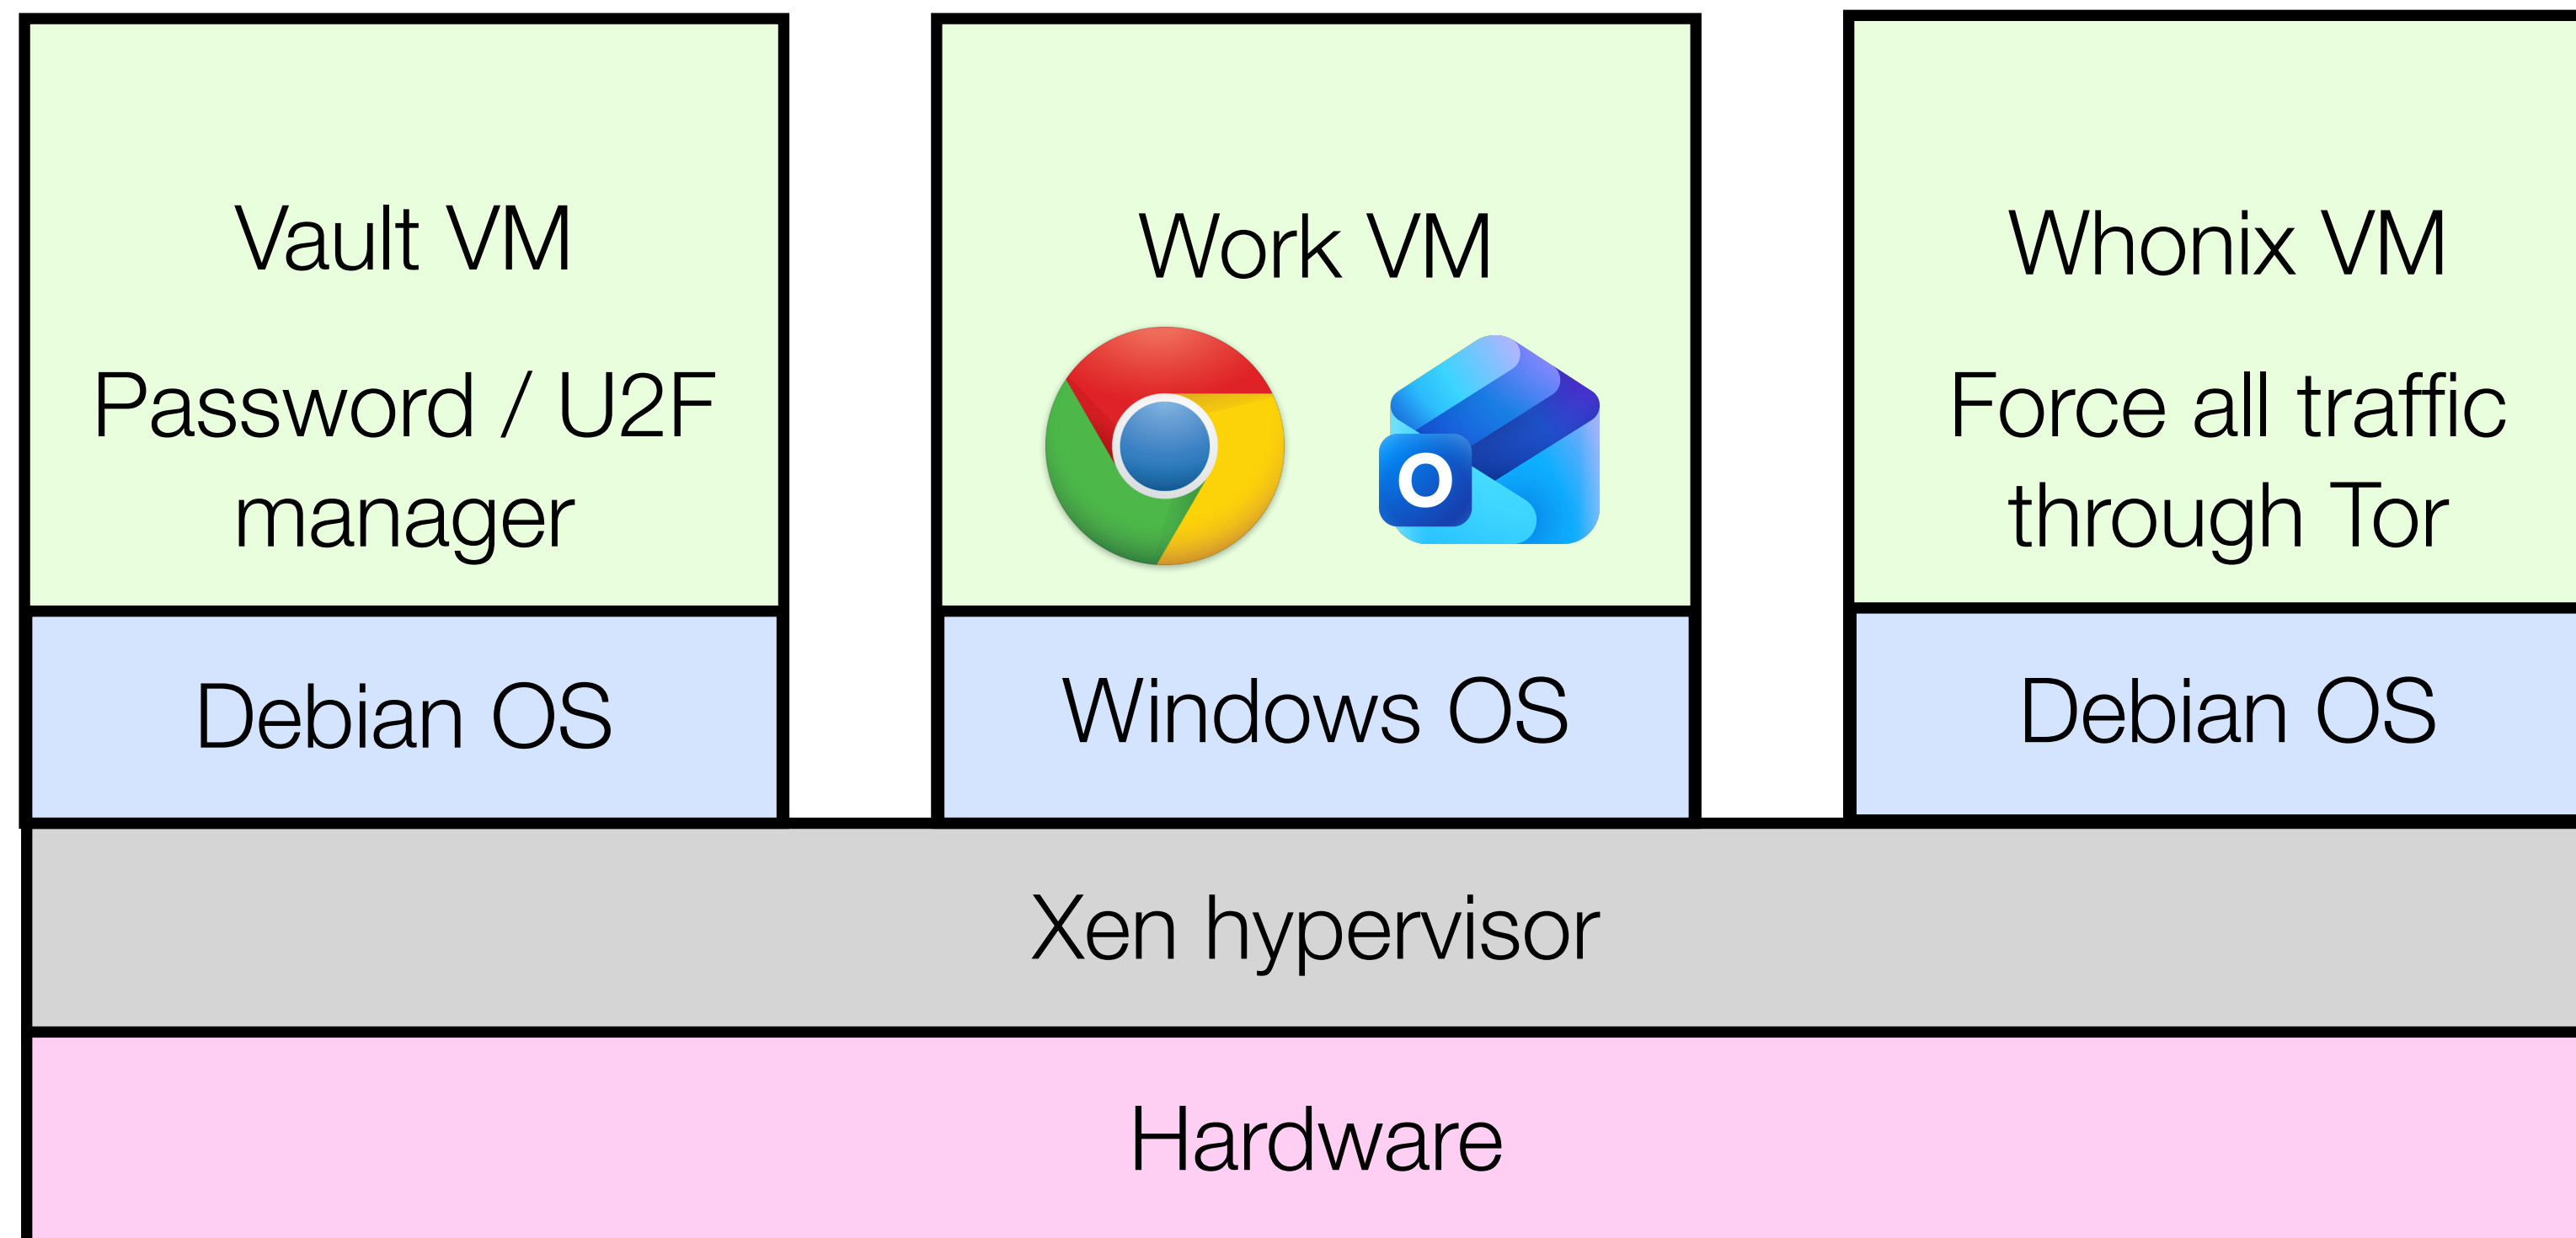 Vault VM
Password / U2F
manager
Debian OS
Work VM
O
Windows OS
Whonix VM
Force all traffic
through Tor
Debian OS
Xen hypervisor
Hardware